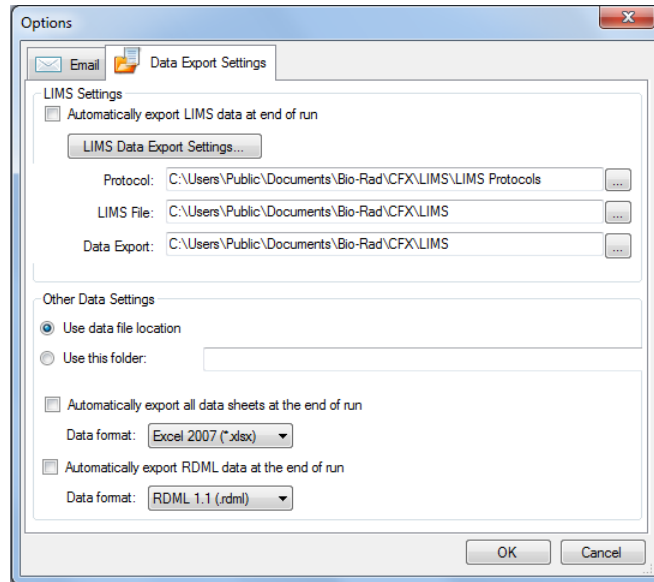 Options
Email
Data Export Settings
LIMS Settings
Automatically export LIMS data at end of run
LIMS Data Export Settings...
Protocol: C:\Users\Public\Documents\Bio-Rad\CFX\LIMS\LIMS Protocols ...
LIMS File: C:\Users\Public\Documents\Bio-Rad\CFX\LIMS ...
Data Export: C:\Users\Public\Documents\Bio-Rad\CFX\LIMS ...
Other Data Settings
Use data file location
Use this folder:
Automatically export all data sheets at the end of run
Data format: Excel 2007 (*.xlsx)
Automatically export RDML data at the end of run
Data format: RDML 1.1 (.rdml)
OK Cancel